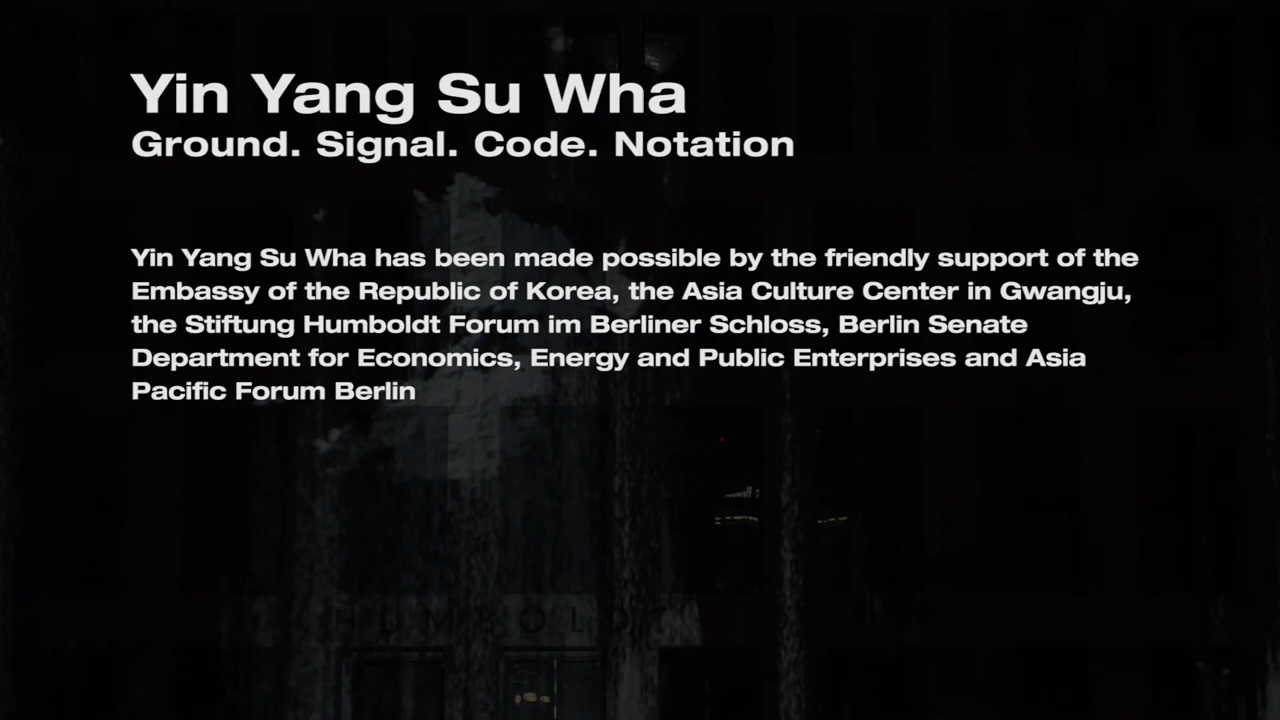 Yin Yang Su Wha
Ground. Signal. Code. Notation
Yin Yang Su Wha has been made possible by the friendly support of the
Embassy of the Republic of Korea, the Asia Culture Center in Gwangju,
the Stiftung Humboldt Forum im Berliner Schloss, Berlin Senate
Department for Economics, Energy and Public Enterprises and Asia
Pacific Forum Berlin
HUMBOLDT